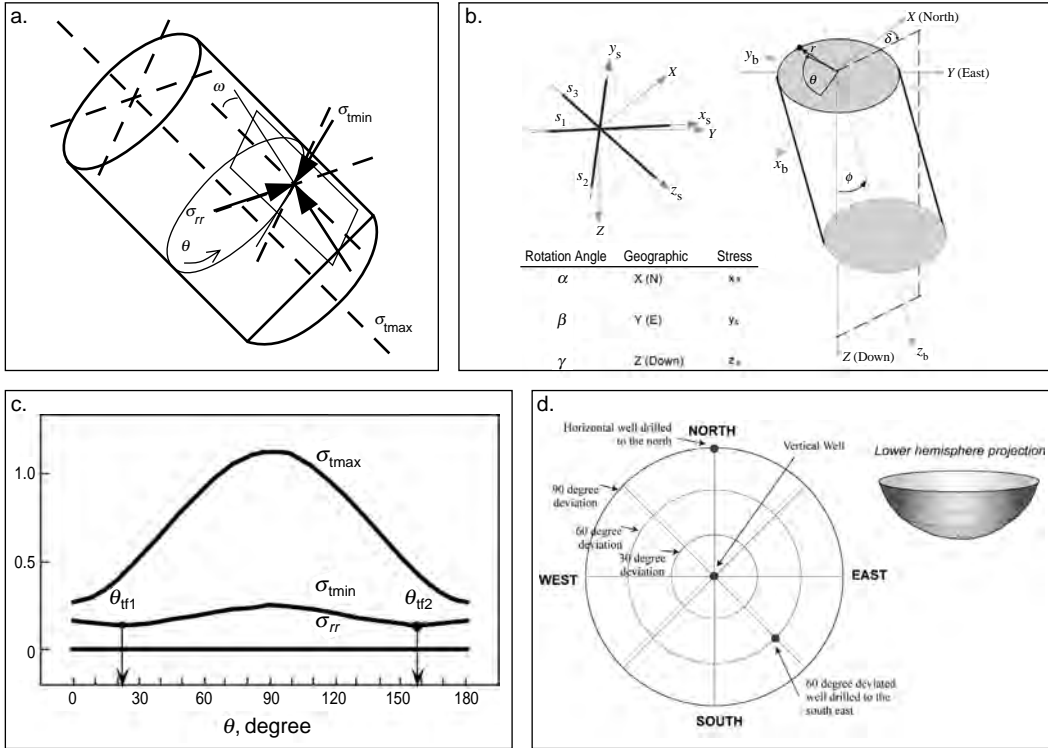 a.
ω
σtmin
σrr
θ
σtmax
b.
X (North)
δ
yb
r
θ
Y (East)
xb
ϕ
Z (Down)
zb
ys
X
s3
s1
xs
Y
s2
zs
Z
Rotation Angle Geographic Stress
α X (N) xs
β Y (E) ys
γ Z (Down) zs
c.
1.0
0.5
0
σtmax
σtmin
σrr
θtf1
θtf2
0 30 60 90 120 150 180
θ, degree
d.
Horizontal well drilled
to the north
NORTH
Vertical Well
Lower hemisphere projection
90 degree
deviation
60 degree
deviation
30 degree
deviation
WEST
EAST
60 degree deviated
well drilled to the
south east
SOUTH